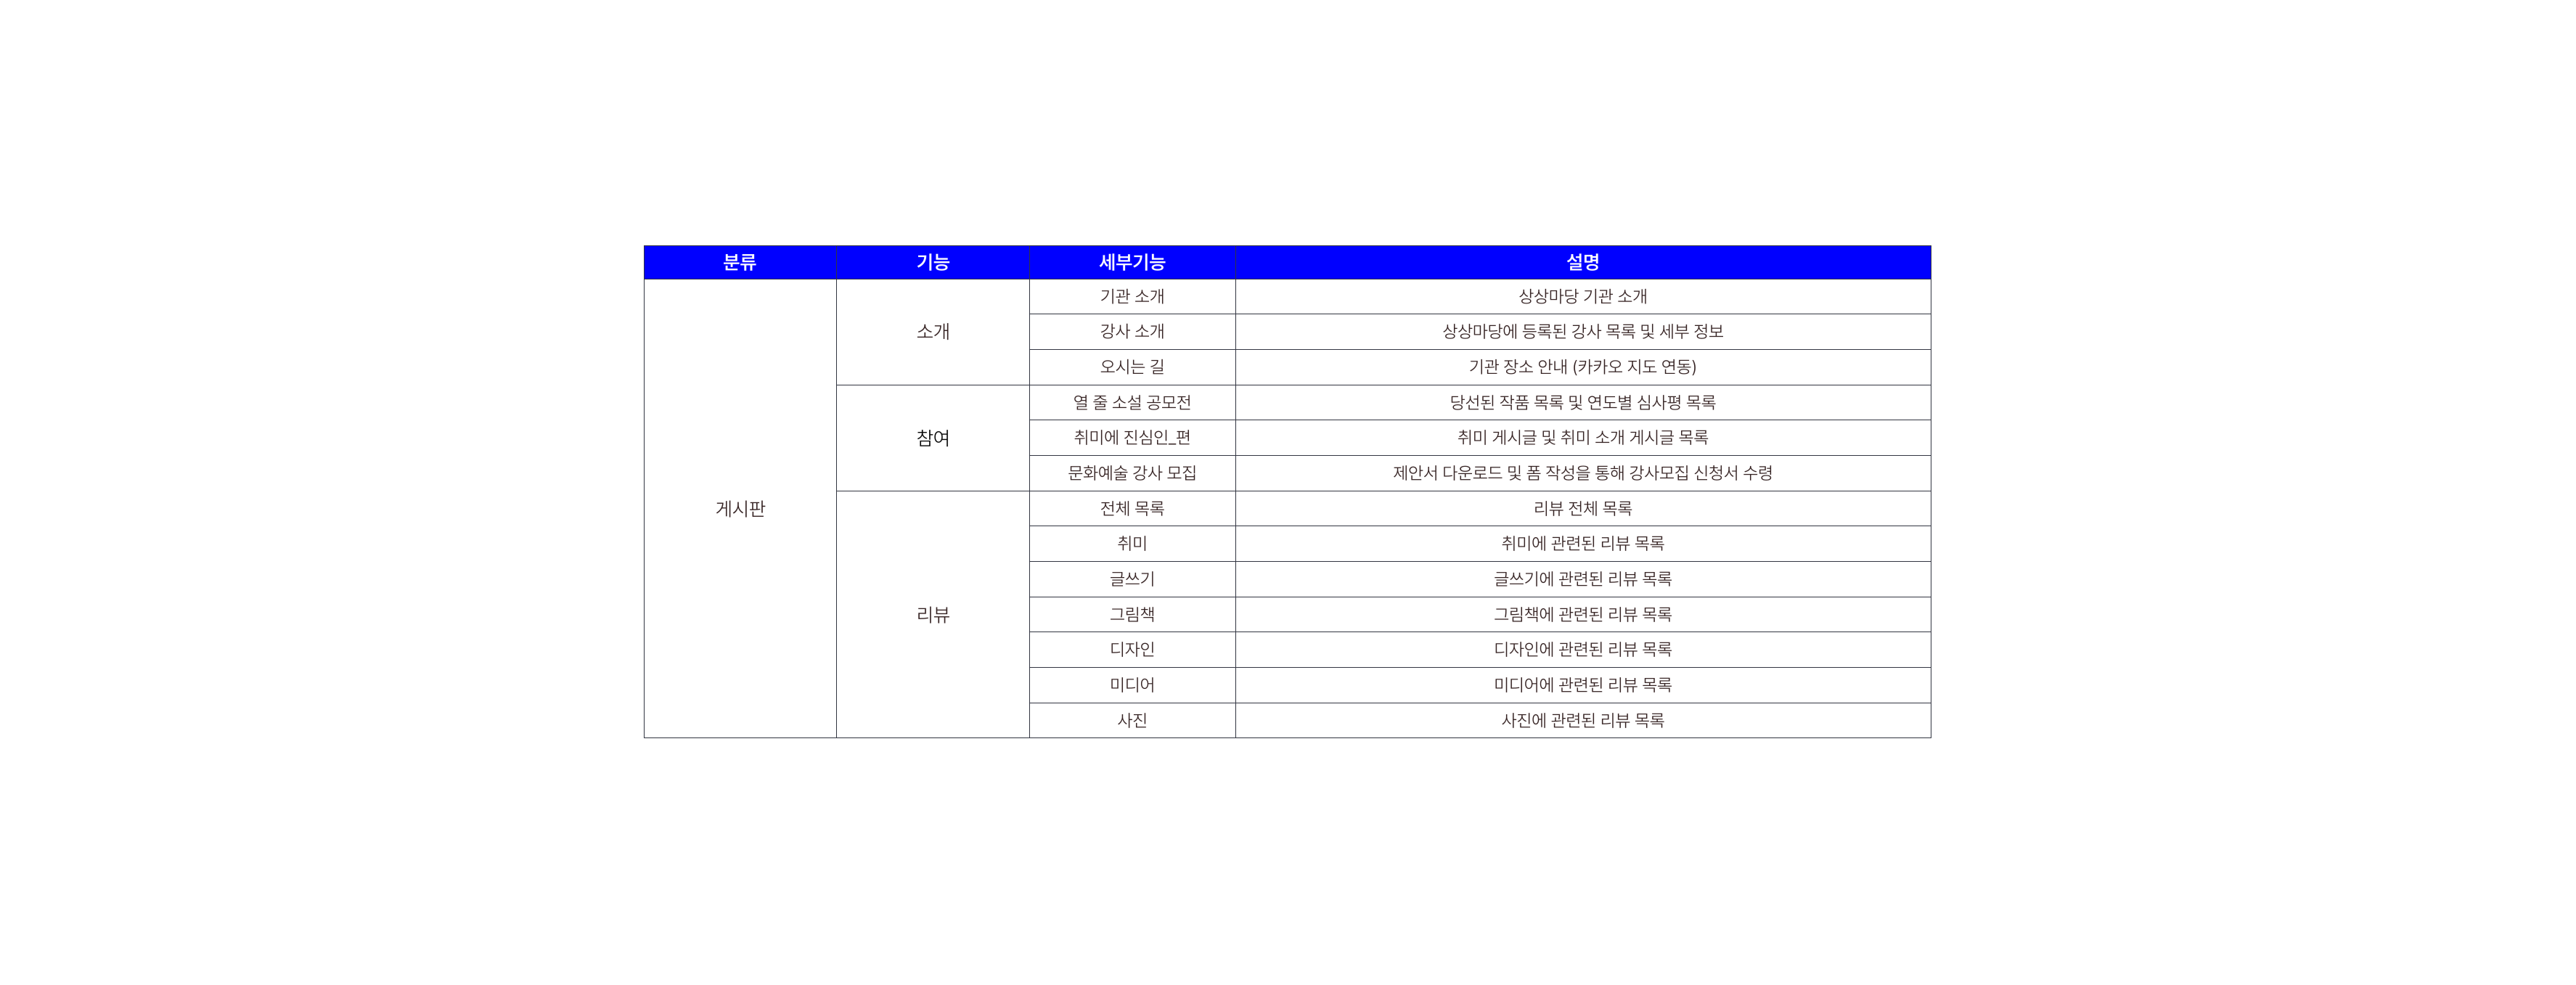 분류 기능 세부기능 설명
게시판
소개
기관 소개 상상마당 기관 소개
강사 소개 상상마당에 등록된 강사 목록 및 세부 정보
오시는 길 기관 장소 안내 (카카오 지도 연동)
참여
열 줄 소설 공모전 당선된 작품 목록 및 연도별 심사평 목록
취미에 진심인_편 취미 게시글 및 취미 소개 게시글 목록
문화예술 강사 모집 제안서 다운로드 및 폼 작성을 통해 강사모집 신청서 수령
리뷰
전체 목록 리뷰 전체 목록
취미 취미에 관련된 리뷰 목록
글쓰기 글쓰기에 관련된 리뷰 목록
그림책 그림책에 관련된 리뷰 목록
디자인 디자인에 관련된 리뷰 목록
미디어 미디어에 관련된 리뷰 목록
사진 사진에 관련된 리뷰 목록